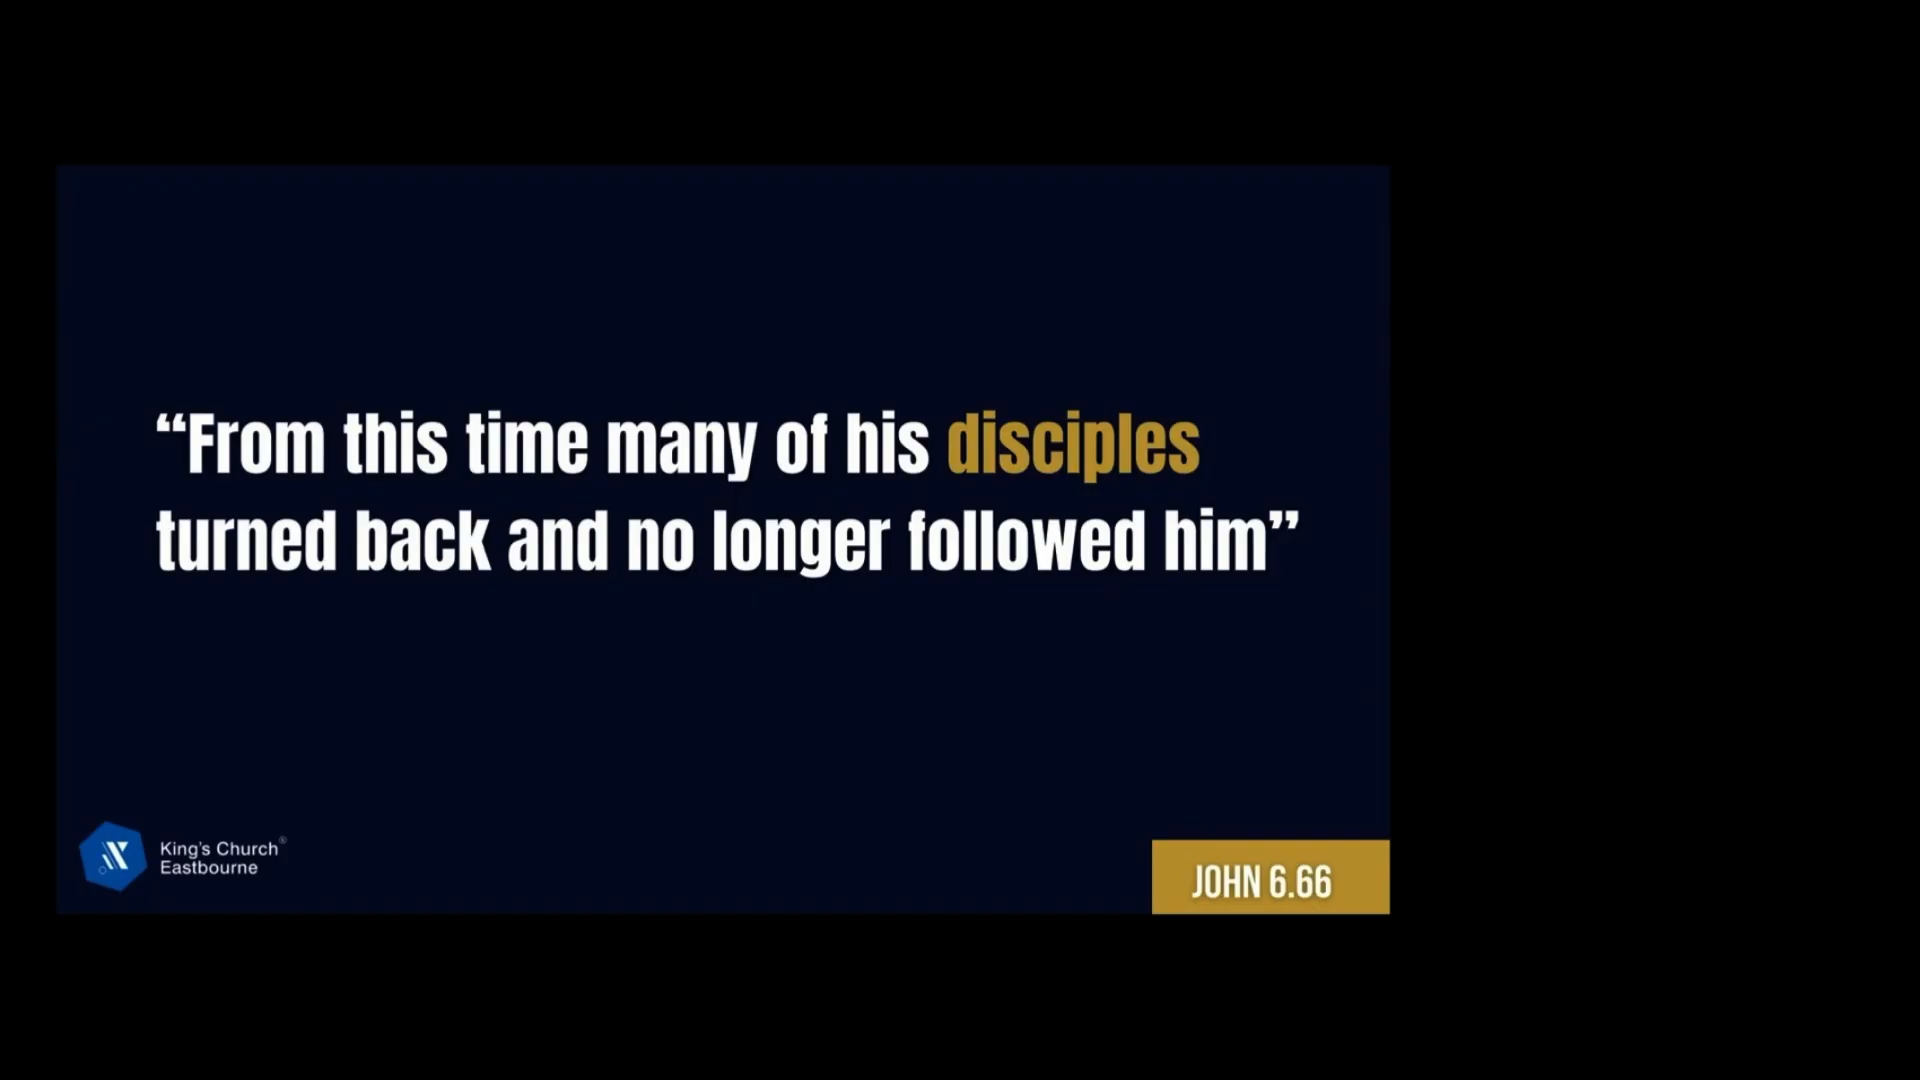 “From this time many of his disciples
turned back and no longer followed him”
King's Church®
Eastbourne
JOHN 6.66